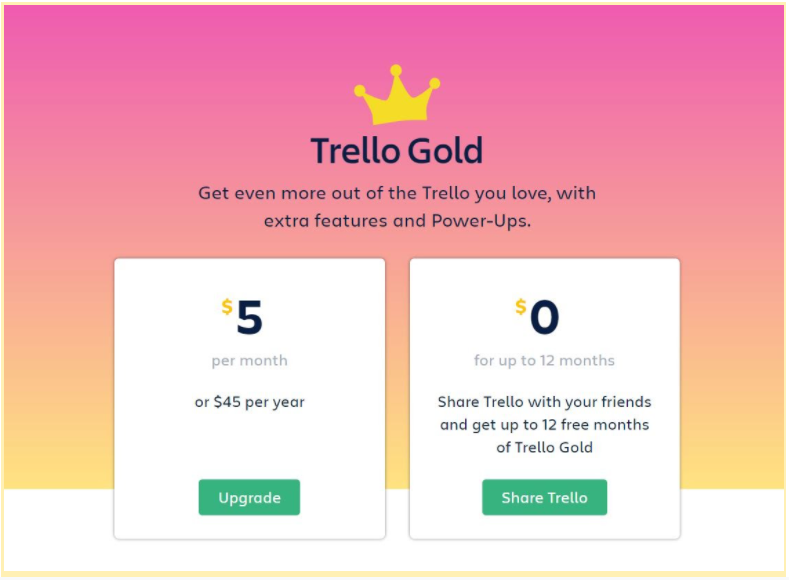 Trello Gold
Get even more out of the Trello you love, with
extra features and Power-Ups.
$5
per month
or $45 per year
Upgrade
$0
for up to 12 months
Share Trello with your friends
and get up to 12 free months
of Trello Gold
Share Trello